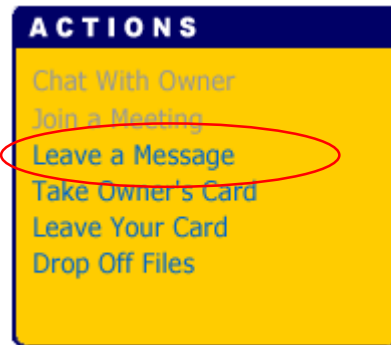 ACTIONS
Chat With Owner
Join a Meeting
Leave a Message
Take Owner's Card
Leave Your Card
Drop Off Files